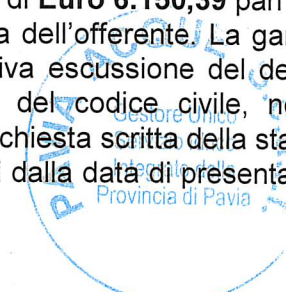 di Euro 6.150,39 pari
a dell'offerente. La gar
iva escussione del de
del codice civile, n
chiesta scritta della sta
i dalla data di presenta
PAVIA ACQUE
Gestore Unico
Integrato della
Provincia di Pavia